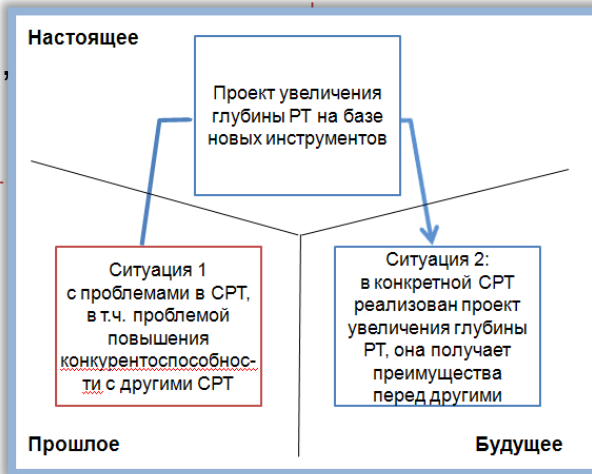 Настоящее
,
Проект увеличения
глубины РТ на базе
новых инструментов
Ситуация 1
с проблемами в СРТ,
в т.ч. проблемой
повышения
конкурентоспособнос-
ти с другими СРТ
Ситуация 2:
в конкретной СРТ
реализован проект
увеличения глубины
РТ, она получает
преимущества
перед другими
Прошлое
Будущее